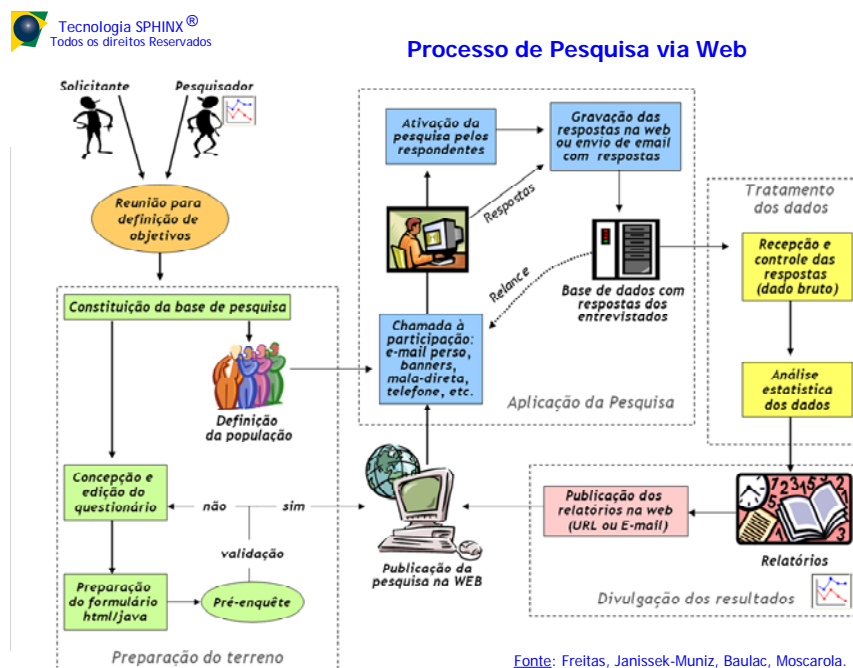 Tecnologia SPHINX ®
Todos os direitos Reservados
Processo de Pesquisa via Web
Solicitante
Pesquisador
Reunião para
definição de
objetivos
Constituição da base de pesquisa
Definição
da população
Concepção e
edição do
questionário
não
sim
validação
Preparação
do formulário
html/java
Pré-enquête
Preparação do terreno
Ativação da
pesquisa pelos
respondentes
Gravação das
respostas na web
ou envio de email
com respostas
Respostas
Relance
Base de dados com
respostas dos
entrevistados
Chamada à
participação:
e-mail perso,
banners,
mala-direta,
telefone, etc.
Aplicação da Pesquisa
Publicação da
pesquisa na WEB
Tratamento
dos dados
Recepção e
controle das
respostas
(dado bruto)
Análise
estatistica
dos dados
Publicação dos
relatórios na web
(URL ou E-mail)
Relatórios
Divulgação dos resultados
Fonte: Freitas, Janissek-Muniz, Baulac, Moscarola.